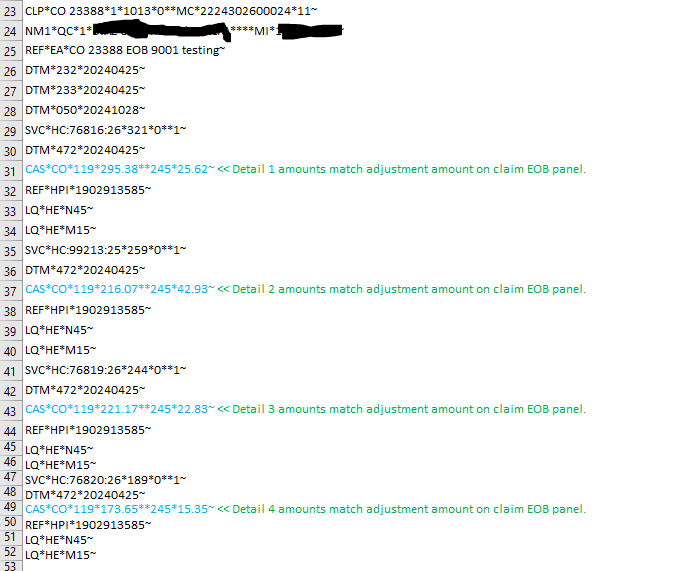 23 CLP*CO 23388*1*1013*0**MC*2224302600024*11~
24 NM1*QC*1*****MI*1~
25 REF*EA*CO 23388 EOB 9001 testing~
26 DTM*232*20240425~
27 DTM*233*20240425~
28 DTM*050*20241028~
29 SVC*HC:76816:26*321*0**1~
30 DTM*472*20240425~
31 CAS*CO*119*295.38**245*25.62~ << Detail 1 amounts match adjustment amount on claim EOB panel.
32 REF*HPI*1902913585~
33 LQ*HE*N45~
34 LQ*HE*M15~
35 SVC*HC:99213:25*259*0**1~
36 DTM*472*20240425~
37 CAS*CO*119*216.07**245*42.93~ << Detail 2 amounts match adjustment amount on claim EOB panel.
38 REF*HPI*1902913585~
39 LQ*HE*N45~
40 LQ*HE*M15~
41 SVC*HC:76819:26*244*0**1~
42 DTM*472*20240425~
43 CAS*CO*119*221.17**245*22.83~ << Detail 3 amounts match adjustment amount on claim EOB panel.
44 REF*HPI*1902913585~
45 LQ*HE*N45~
46 LQ*HE*M15~
47 SVC*HC:76820:26*189*0**1~
48 DTM*472*20240425~
49 CAS*CO*119*173.65**245*15.35~ << Detail 4 amounts match adjustment amount on claim EOB panel.
50 REF*HPI*1902913585~
51 LQ*HE*N45~
52 LQ*HE*M15~
53